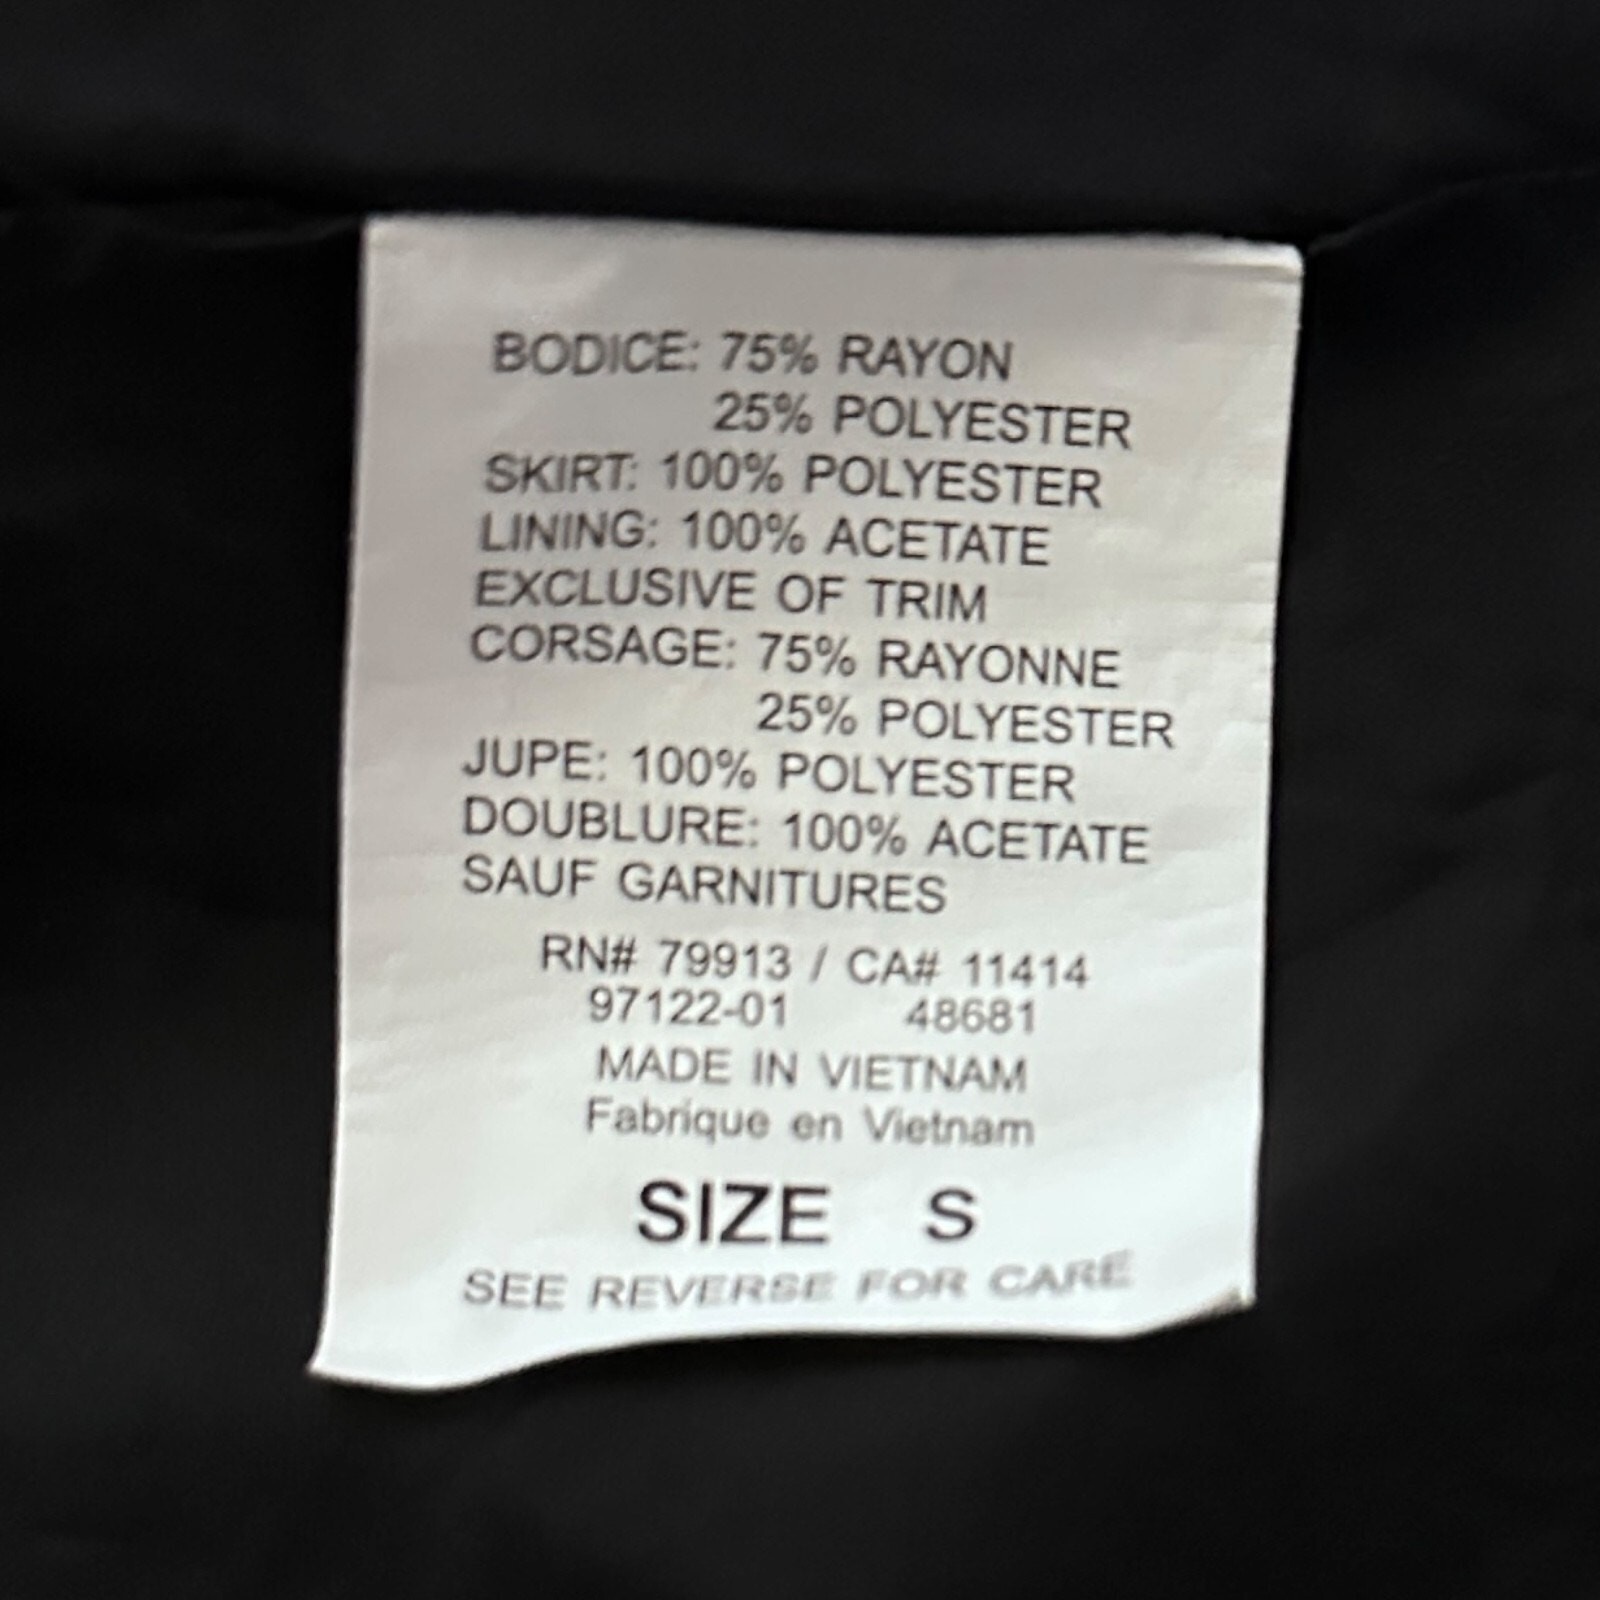 BODICE: 75% RAYON
25% POLYESTER
SKIRT: 100% POLYESTER
LINING: 100% ACETATE
EXCLUSIVE OF TRIM
CORSAGE: 75% RAYONNE
25% POLYESTER
JUPE: 100% POLYESTER
DOUBLURE: 100% ACETATE
SAUF GARNITURES
RN# 79913 / CA# 11414
97122-01 48681
MADE IN VIETNAM
Fabrique en Vietnam
SIZE S
SEE REVERSE FOR CARE